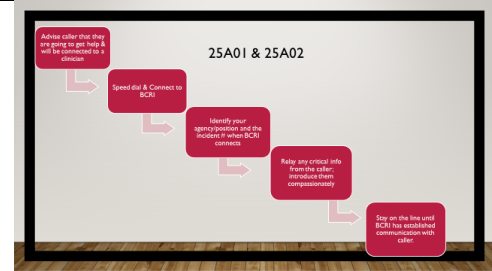 25A01 & 25A02
Advise caller that they
are going to get help &
will be connected to a
clinician
Speed dial & Connect to
BCRI
Identify your
agency/position and the
incident # when BCRI
connects
Relay any critical info
from the caller;
introduce them
compassionately
Stay on the line until
BCRI has established
communication with
caller.